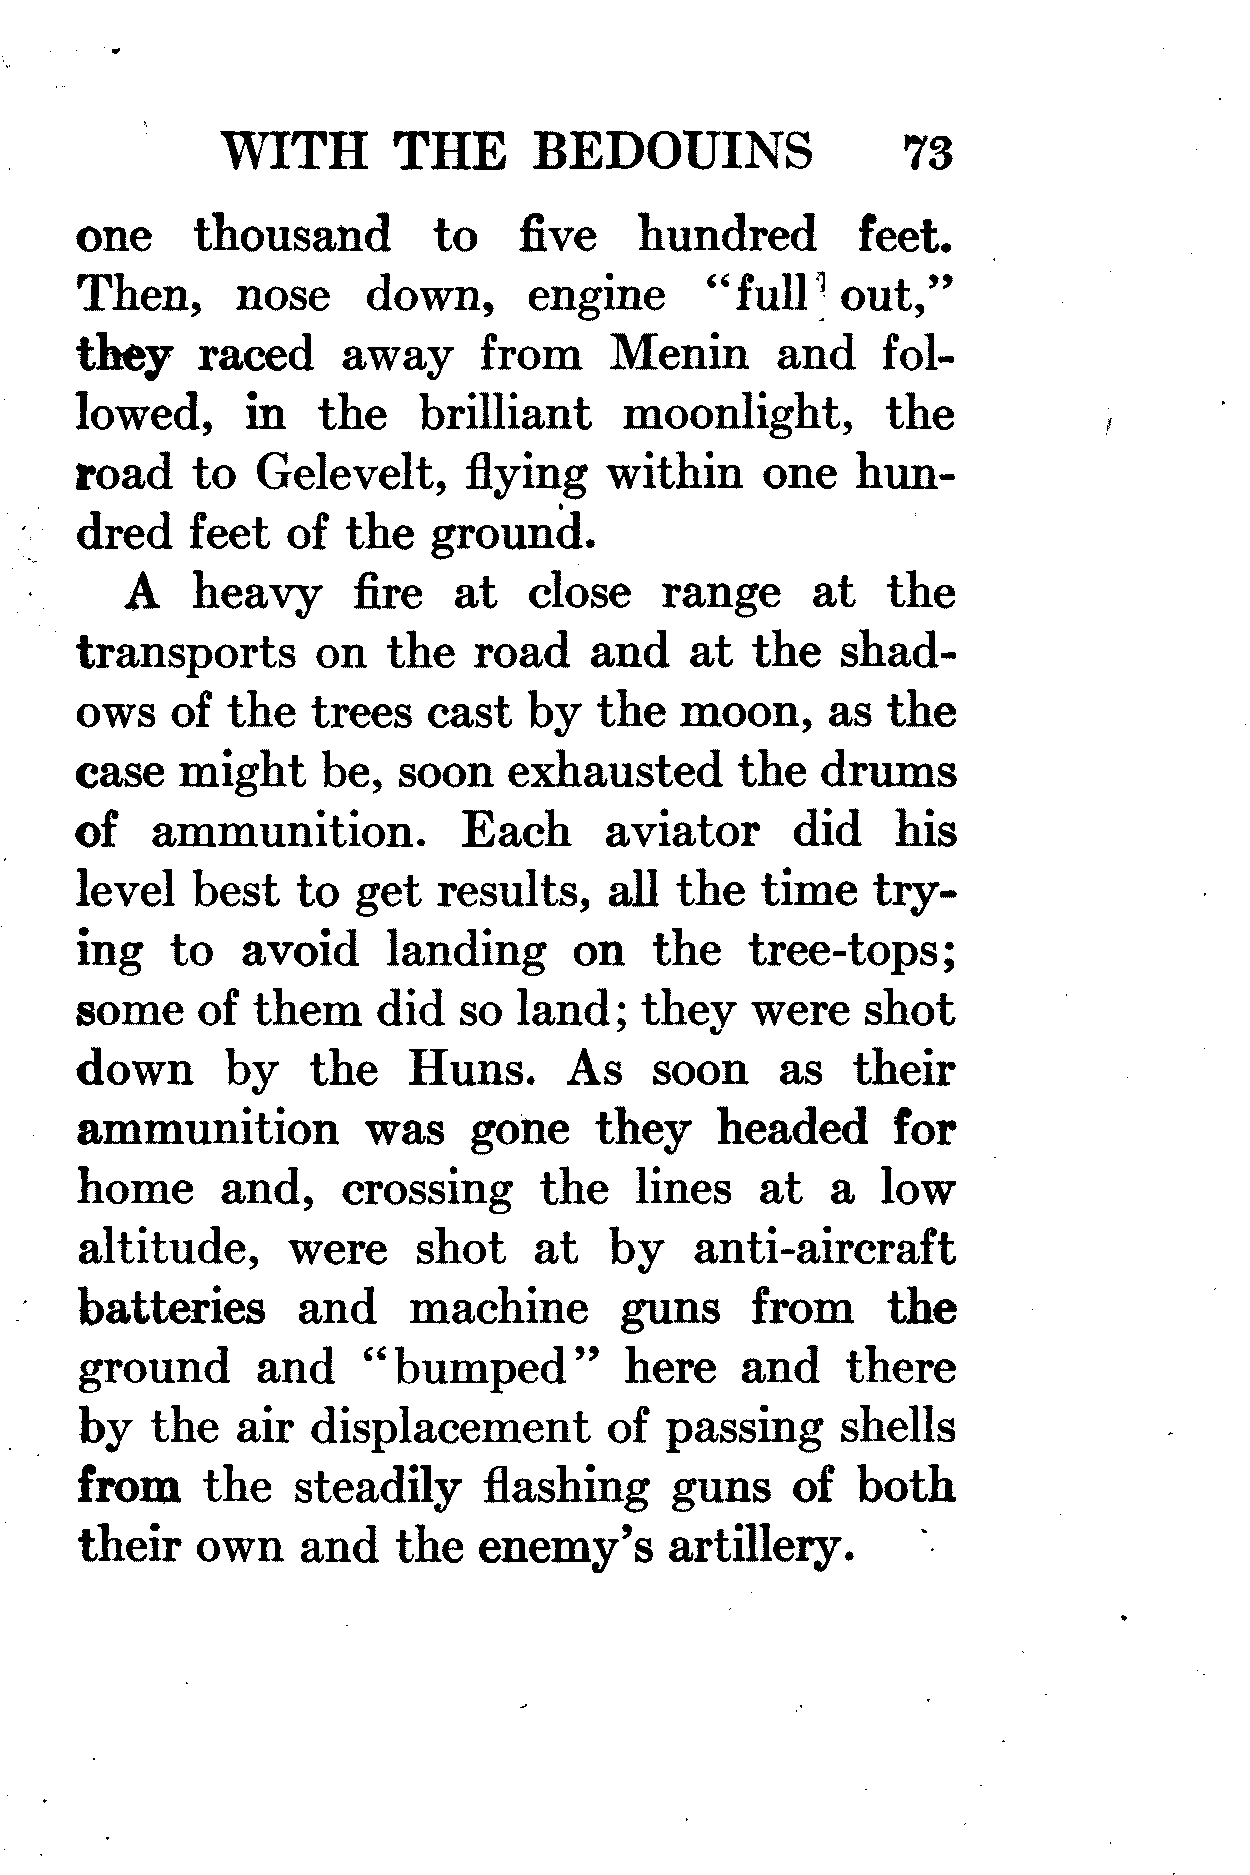 WITH THE BEDOUINS 73
one thousand to five hundred feet.
Then, nose down, engine “full out,”
they raced away from Menin and fol-
lowed, in the brilliant moonlight, the
road to Gelevelt, flying within one hun-
dred feet of the ground.
A heavy fire at close range at the
transports on the road and at the shad-
ows of the trees cast by the moon, as the
case might be, soon exhausted the drums
of ammunition. Each aviator did his
level best to get results, all the time try-
ing to avoid landing on the tree-tops;
some of them did so land; they were shot
down by the Huns. As soon as their
ammunition was gone they headed for
home and, crossing the lines at a low
altitude, were shot at by anti-aircraft
batteries and machine guns from the
ground and “bumped” here and there
by the air displacement of passing shells
from the steadily flashing guns of both
their own and the enemy’s artillery.